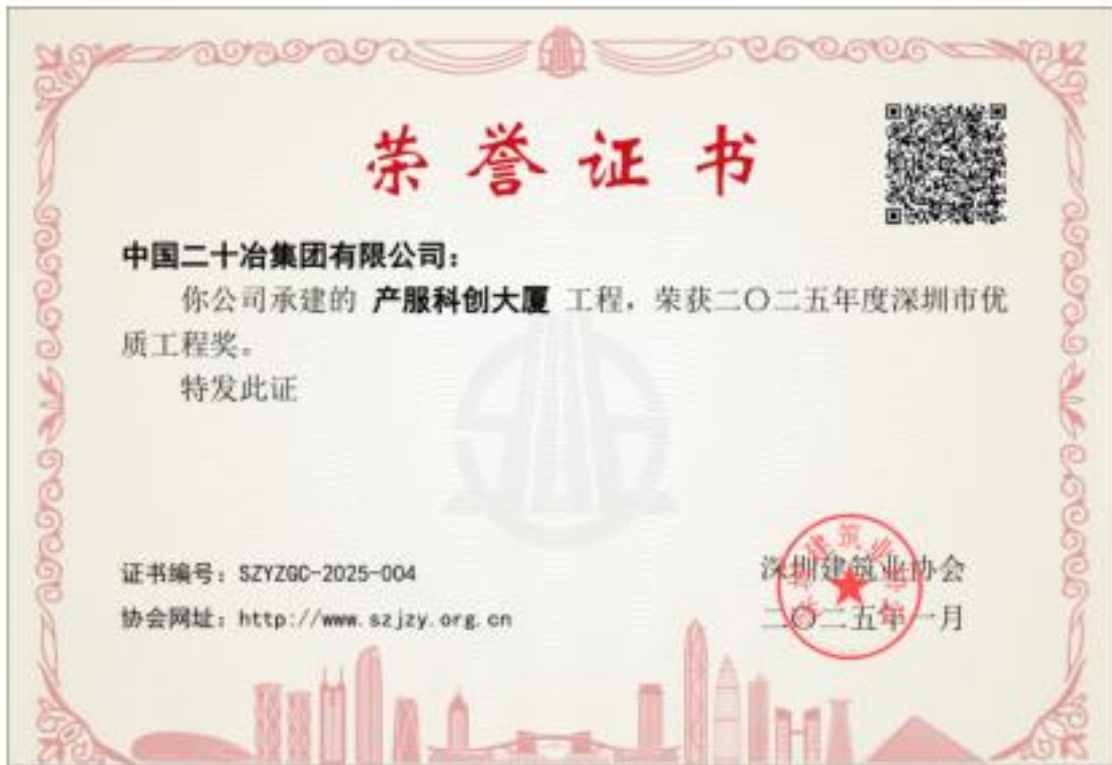 荣誉证书
中国二十冶集团有限公司：
你公司承建的 产服科创大厦 工程，荣获二〇二五年度深圳市优
质工程奖。
特发此证
证书编号：SZYZGC-2025-004
深圳建筑业协会
协会网址：http://www.szjzy.org.cn
二〇二五年一月